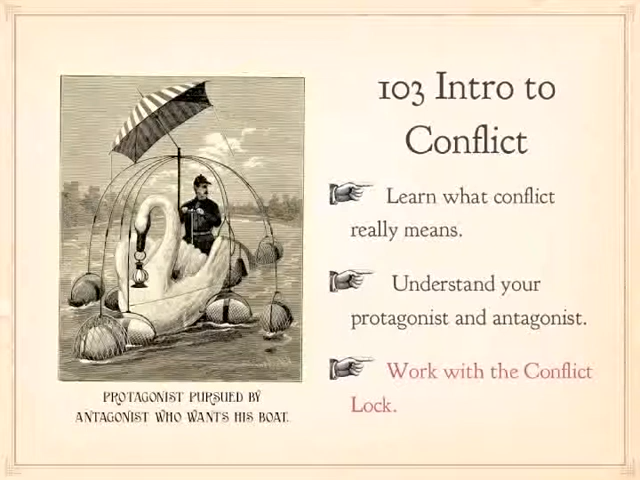 103 Intro to
Conflict
Learn what conflict
really means.
Understand your
protagonist and antagonist.
Work with the Conflict
Lock.
PROTAGONIST PURSUED BY
ANTAGONIST WHO WANTS HIS BOAT.